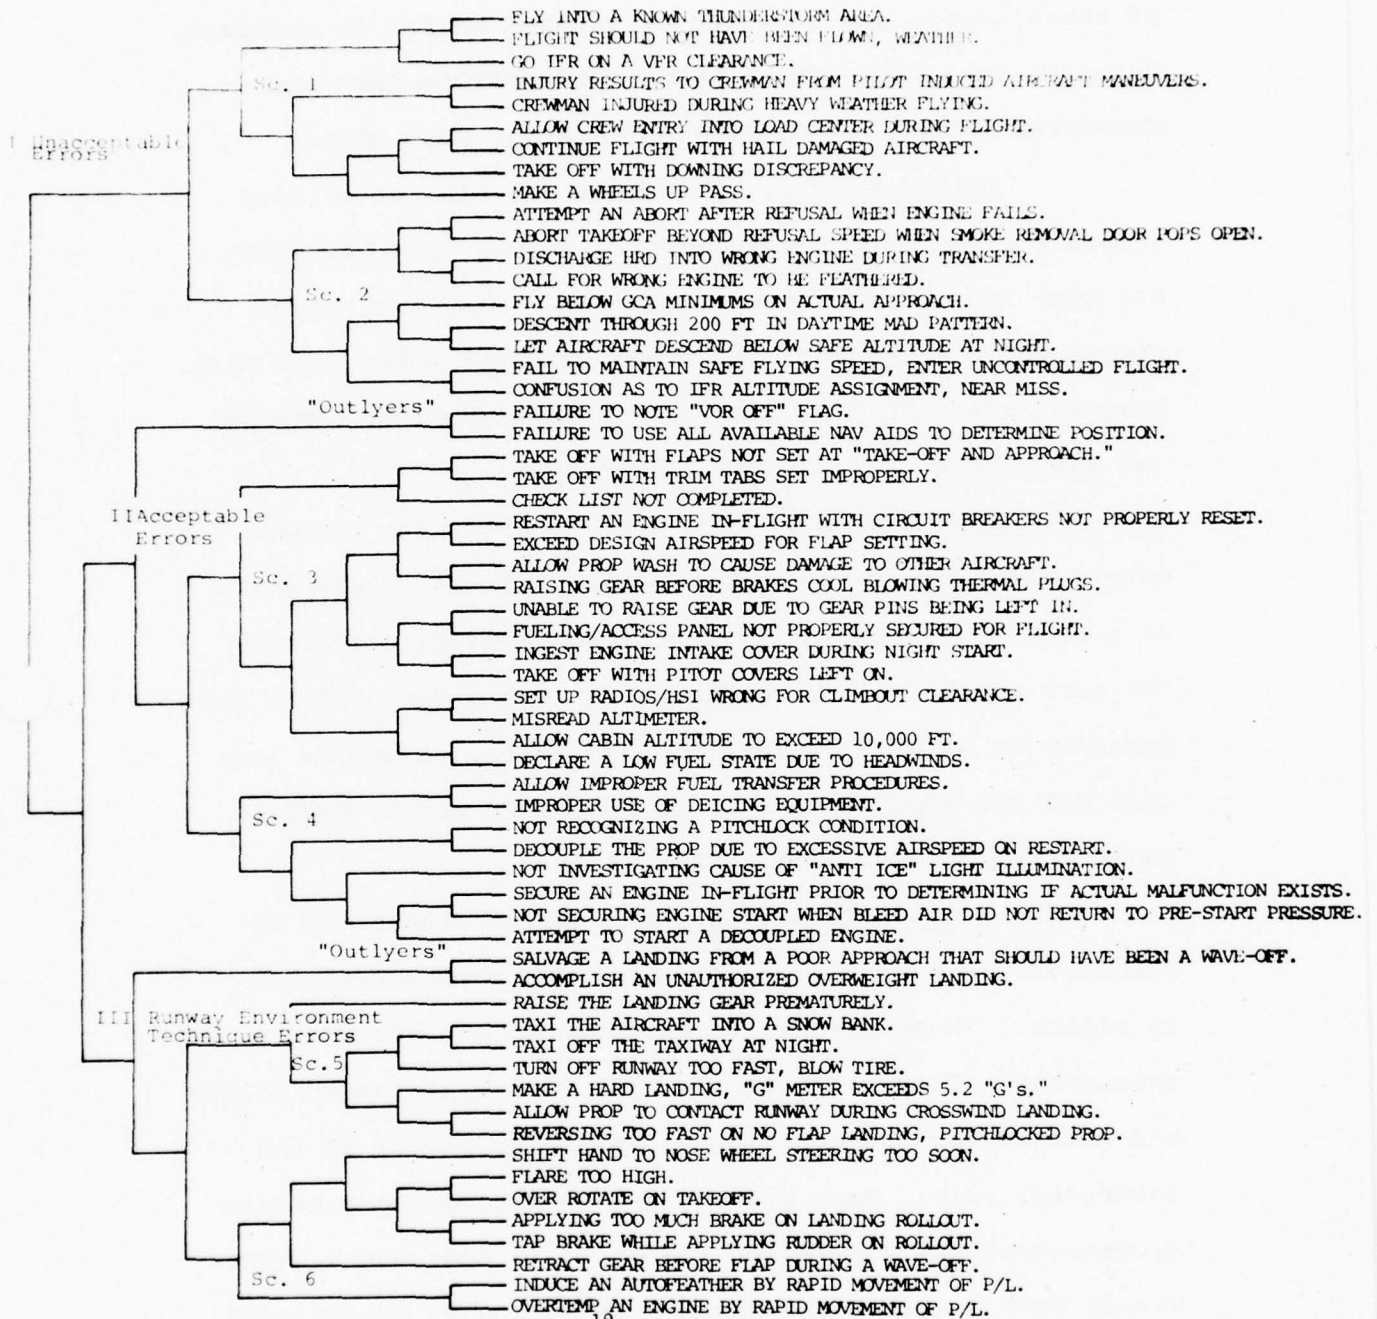 FLY INTO A KNOWN THUNDERSTORM AREA.
FLIGHT SHOULD NOT HAVE BEEN FLOWN, WEATHER.
GO IFR ON A VFR CLEARANCE.
Sc. 1
INJURY RESULTS TO CREWMAN FROM PILOT INDUCED AIRCRAFT MANEUVERS.
CREWMAN INJURED DURING HEAVY WEATHER FLYING.
ALLOW CREW ENTRY INTO LOAD CENTER DURING FLIGHT.
I Unacceptable
Errors
CONTINUE FLIGHT WITH HAIL DAMAGED AIRCRAFT.
TAKE OFF WITH DOWNING DISCREPANCY.
MAKE A WHEELS UP PASS.
ATTEMPT AN ABORT AFTER REFUSAL WHEN ENGINE FAILS.
ABORT TAKEOFF BEYOND REFUSAL SPEED WHEN SMOKE REMOVAL DOOR POPS OPEN.
DISCHARGE HRD INTO WRONG ENGINE DURING TRANSFER.
CALL FOR WRONG ENGINE TO BE FEATHERED.
Sc. 2
FLY BELOW GCA MINIMUMS ON ACTUAL APPROACH.
DESCENT THROUGH 200 FT IN DAYTIME MAD PATTERN.
LET AIRCRAFT DESCEND BELOW SAFE ALTITUDE AT NIGHT.
FAIL TO MAINTAIN SAFE FLYING SPEED, ENTER UNCONTROLLED FLIGHT.
CONFUSION AS TO IFR ALTITUDE ASSIGNMENT, NEAR MISS.
"Outlyers"
FAILURE TO NOTE "VOR OFF" FLAG.
FAILURE TO USE ALL AVAILABLE NAV AIDS TO DETERMINE POSITION.
TAKE OFF WITH FLAPS NOT SET AT "TAKE-OFF AND APPROACH."
TAKE OFF WITH TRIM TABS SET IMPROPERLY.
CHECK LIST NOT COMPLETED.
IIAcceptable
Errors
RESTART AN ENGINE IN-FLIGHT WITH CIRCUIT BREAKERS NOT PROPERLY RESET.
EXCEED DESIGN AIRSPEED FOR FLAP SETTING.
ALLOW PROP WASH TO CAUSE DAMAGE TO OTHER AIRCRAFT.
Sc. 3
RAISING GEAR BEFORE BRAKES COOL BLOWING THERMAL PLUGS.
UNABLE TO RAISE GEAR DUE TO GEAR PINS BEING LEFT IN.
FUELING/ACCESS PANEL NOT PROPERLY SECURED FOR FLIGHT.
INGEST ENGINE INTAKE COVER DURING NIGHT START.
TAKE OFF WITH PITOT COVERS LEFT ON.
SET UP RADIOS/HSI WRONG FOR CLIMBOUT CLEARANCE.
MISREAD ALTIMETER.
ALLOW CABIN ALTITUDE TO EXCEED 10,000 FT.
DECLARE A LOW FUEL STATE DUE TO HEADWINDS.
ALLOW IMPROPER FUEL TRANSFER PROCEDURES.
IMPROPER USE OF DEICING EQUIPMENT.
Sc. 4
NOT RECOGNIZING A PITCHLOCK CONDITION.
DECOUPLE THE PROP DUE TO EXCESSIVE AIRSPEED ON RESTART.
NOT INVESTIGATING CAUSE OF "ANTI ICE" LIGHT ILLUMINATION.
SECURE AN ENGINE IN-FLIGHT PRIOR TO DETERMINING IF ACTUAL MALFUNCTION EXISTS.
NOT SECURING ENGINE START WHEN BLEED AIR DID NOT RETURN TO PRE-START PRESSURE.
ATTEMPT TO START A DECOUPLED ENGINE.
"Outlyers"
SALVAGE A LANDING FROM A POOR APPROACH THAT SHOULD HAVE BEEN A WAVE-OFF.
ACCOMPLISH AN UNAUTHORIZED OVERWEIGHT LANDING.
RAISE THE LANDING GEAR PREMATURELY.
III Runway Environment
Technique Errors
TAXI THE AIRCRAFT INTO A SNOW BANK.
TAXI OFF THE TAXIWAY AT NIGHT.
Sc.5
TURN OFF RUNWAY TOO FAST, BLOW TIRE.
MAKE A HARD LANDING, "G" METER EXCEEDS 5.2 "G's."
ALLOW PROP TO CONTACT RUNWAY DURING CROSSWIND LANDING.
REVERSING TOO FAST ON NO FLAP LANDING, PITCHLOCKED PROP.
SHIFT HAND TO NOSE WHEEL STEERING TOO SOON.
FLARE TOO HIGH.
OVER ROTATE ON TAKEOFF.
APPLYING TOO MUCH BRAKE ON LANDING ROLLOUT.
TAP BRAKE WHILE APPLYING RUDDER ON ROLLOUT.
RETRACT GEAR BEFORE FLAP DURING A WAVE-OFF.
Sc. 6
INDUCE AN AUTOFEATHER BY RAPID MOVEMENT OF P/L.
OVERTEMP AN ENGINE BY RAPID MOVEMENT OF P/L.